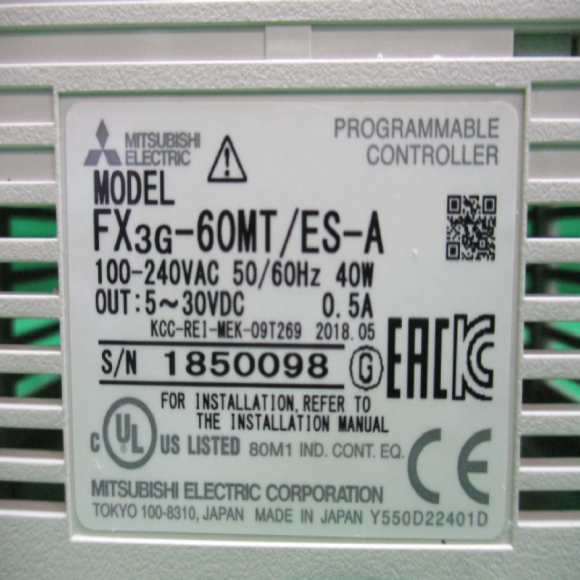 MITSUBISHI
ELECTRIC
PROGRAMMABLE
CONTROLLER
MODEL
FX3G-60MT/ES-A
100-240VAC 50/60Hz 40W
OUT:5~30VDC 0.5A
KCC-REI-MEK-09T269 2018.05
S/N 1850098 G
EAC KC
FOR INSTALLATION,REFER TO
THE INSTALLATION MANUAL
C UL US LISTED 80M1 IND. CONT. EQ. CE
MITSUBISHI ELECTRIC CORPORATION
TOKYO 100-8310, JAPAN MADE IN JAPAN Y550D22401D